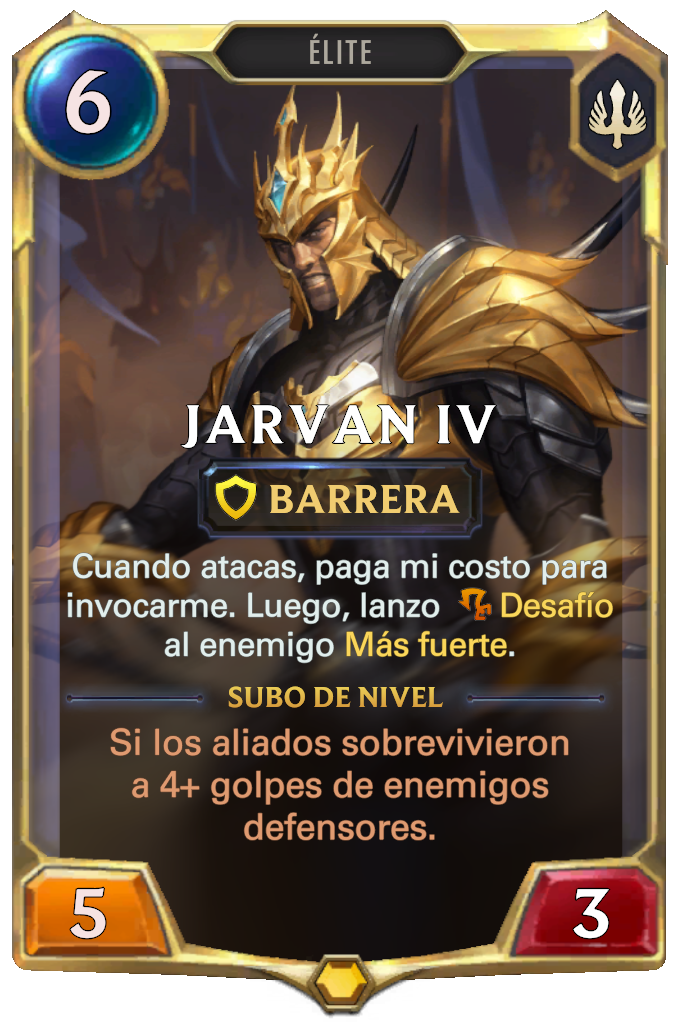 ÉLITE
6
JARVAN IV
BARRERA
Cuando atacas, paga mi costo para
invocarme. Luego, lanzo Desafío
al enemigo Más fuerte.
SUBO DE NIVEL
Si los aliados sobrevivieron
a 4+ golpes de enemigos
defensores.
5
3